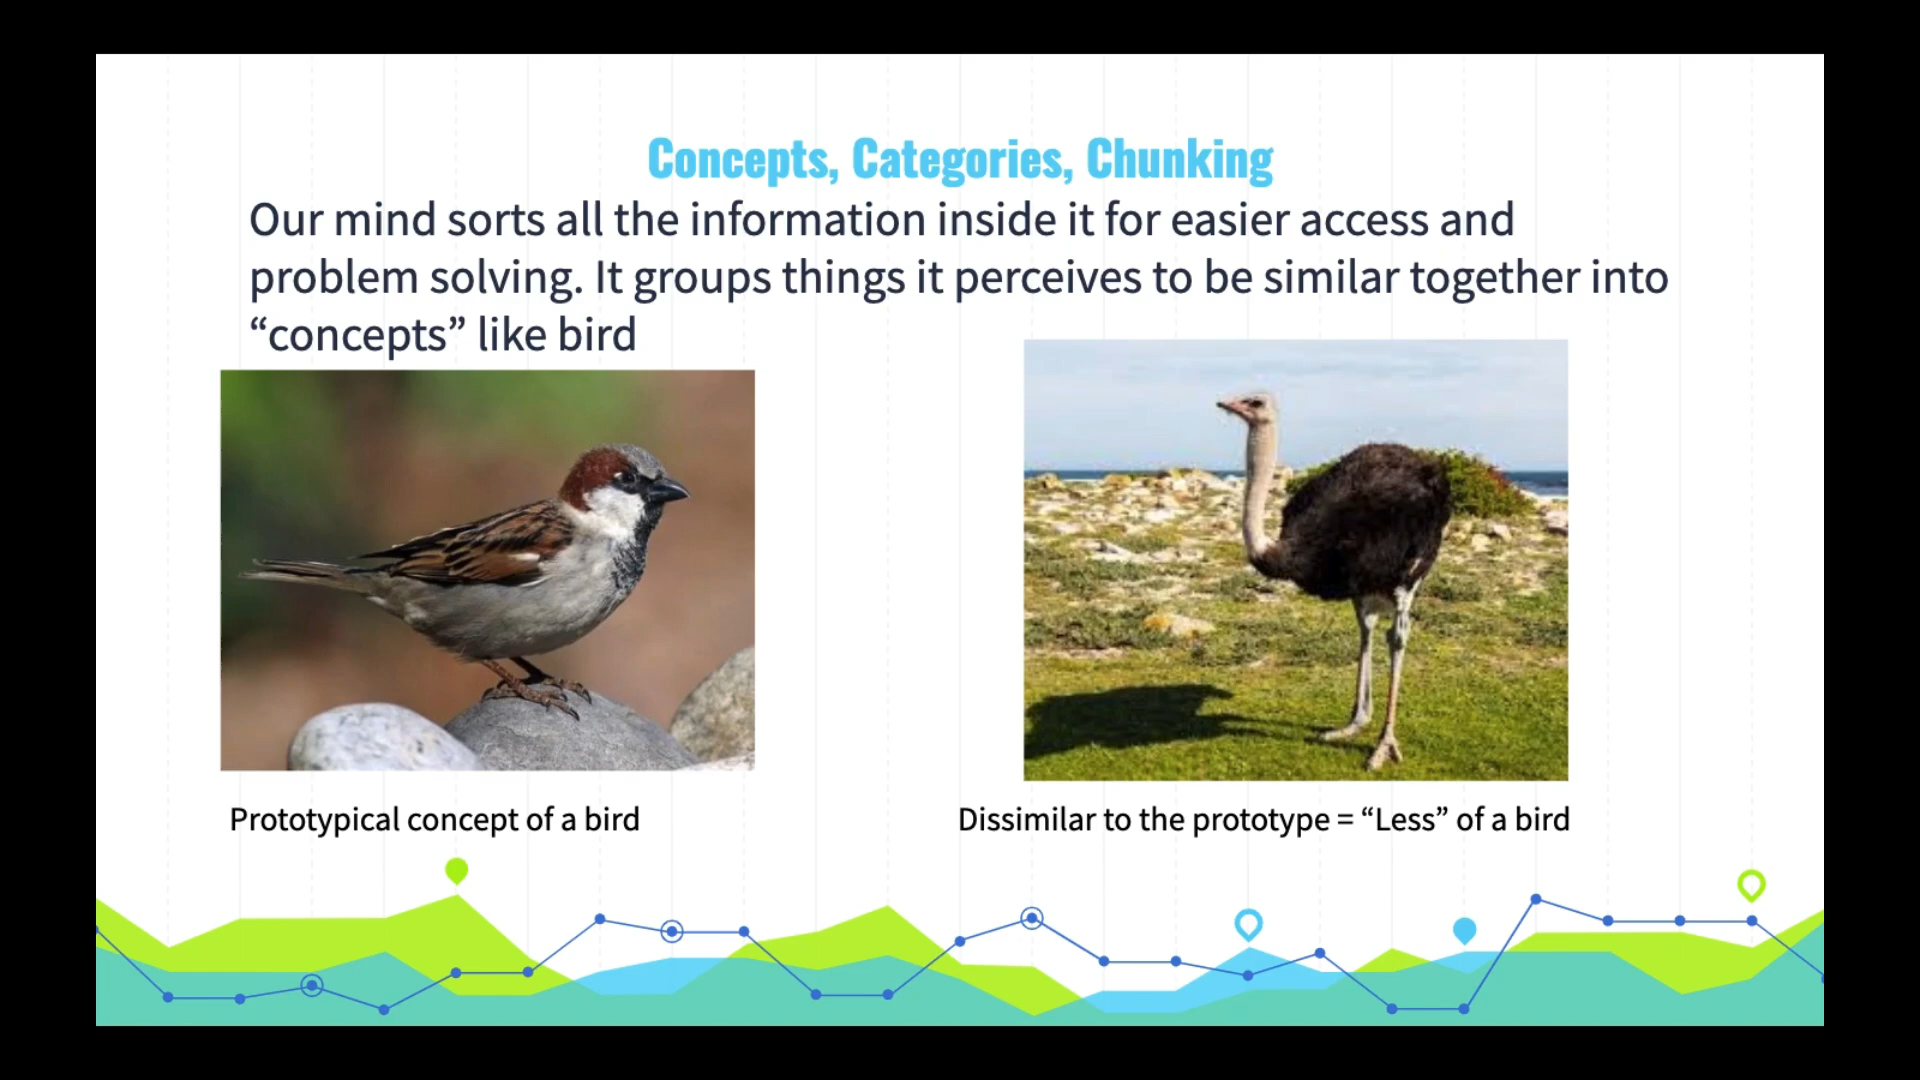 Concepts, Categories, Chunking
Our mind sorts all the information inside it for easier access and
problem solving. It groups things it perceives to be similar together into
“concepts” like bird
Prototypical concept of a bird
Dissimilar to the prototype = “Less” of a bird